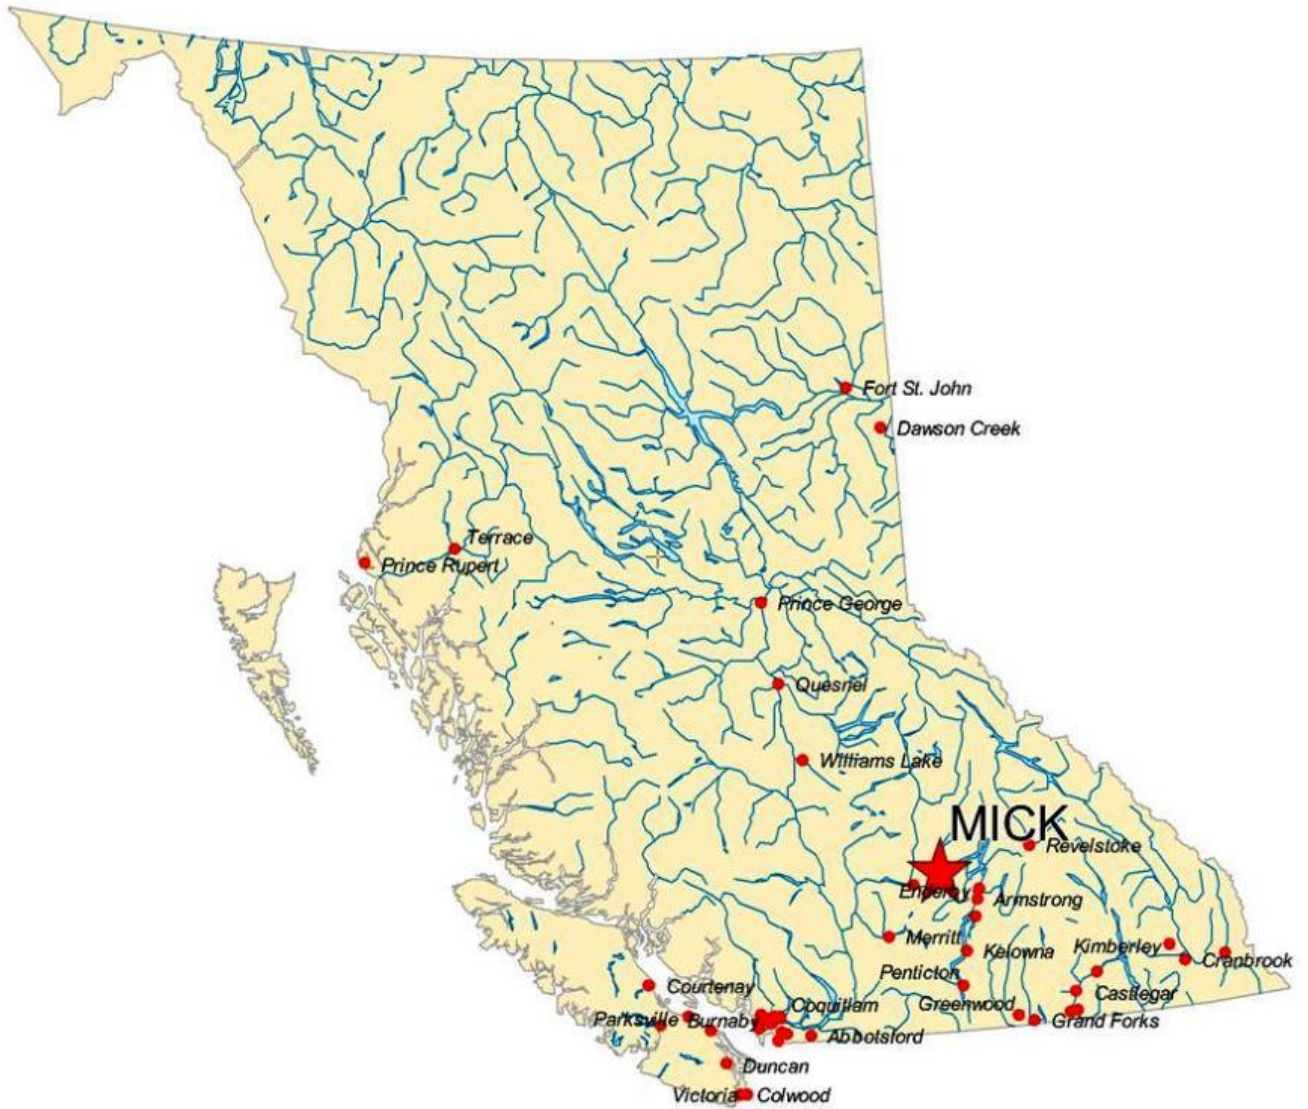 Fort St. John
Dawson Creek
Terrace
Prince Rupert
Prince George
Quesnel
Williams Lake
MICK
Revelstoke
Enderby
Armstrong
Merritt
Kelowna
Kimberley
Cranbrook
Penticton
Courtenay
Greenwood
Castlegar
Coquitlam
Parksville
Burnaby
Grand Forks
Abbotsford
Duncan
Victoria
Colwood